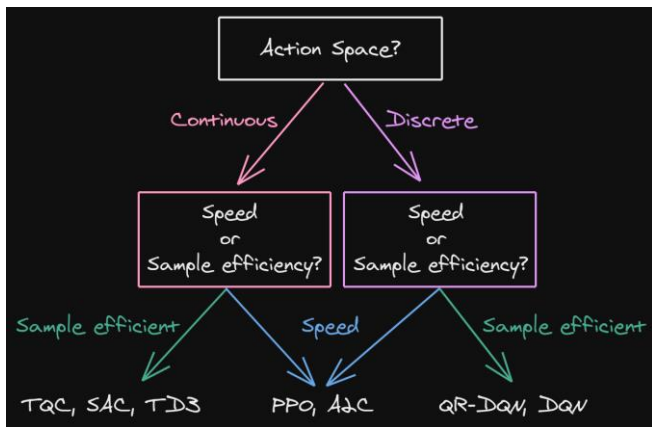 Action Space?
Continuous
Discrete
Speed
or
Sample efficiency?
Speed
or
Sample efficiency?
Sample efficient
Speed
Sample efficient
TQC, SAC, TD3
PPO, A2C
QR-DQN, DQN